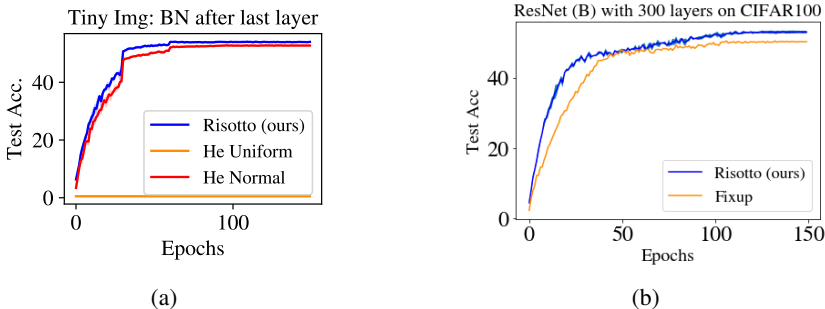 Tiny Img: BN after last layer
Test Acc.
40
20
0
Risotto (ours)
He Uniform
He Normal
0
100
Epochs
(a)
ResNet (B) with 300 layers on CIFAR100
Test Acc
40
20
0
Risotto (ours)
Fixup
0
50
100
150
Epochs
(b)